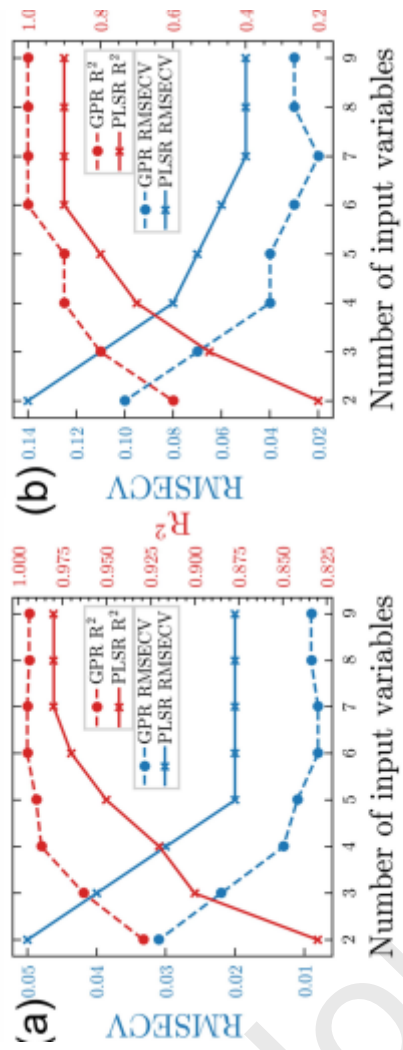 (a)
RMSECV
0.05
0.04
0.03
0.02
0.01
GPR R²
PLSR R²
GPR RMSECV
PLSR RMSECV
1.000
0.975
0.950
0.925
0.900
0.875
0.850
0.825
R²
2 3 4 5 6 7 8 9
Number of input variables
(b)
RMSECV
0.14
0.12
0.10
0.08
0.06
0.04
0.02
GPR R²
PLSR R²
GPR RMSECV
PLSR RMSECV
1.0
0.8
0.6
0.4
0.2
2 3 4 5 6 7 8 9
Number of input variables